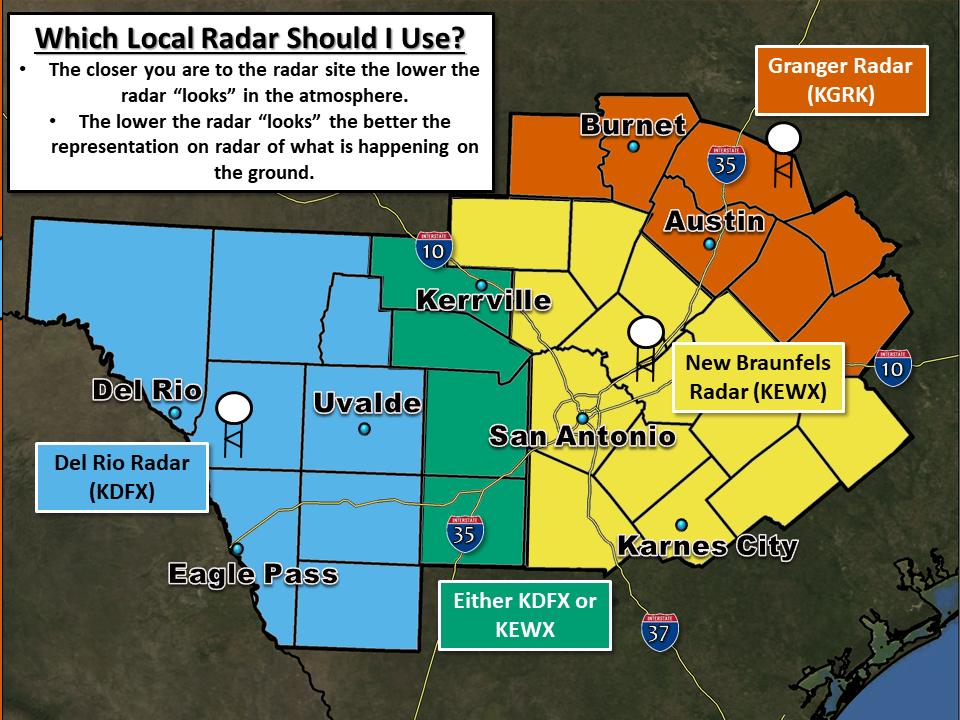 Which Local Radar Should I Use?
• The closer you are to the radar site the lower the
radar “looks” in the atmosphere.
• The lower the radar “looks” the better the
representation on radar of what is happening on
the ground.
Granger Radar
(KGRK)
Burnet
INTERSTATE
35
Austin
INTERSTATE
10
Kerrville
New Braunfels
Radar (KEWX)
INTERSTATE
10
Del Rio
Uvalde
San Antonio
Del Rio Radar
(KDFX)
INTERSTATE
35
Karnes City
Eagle Pass
Either KDFX or
KEWX
INTERSTATE
37